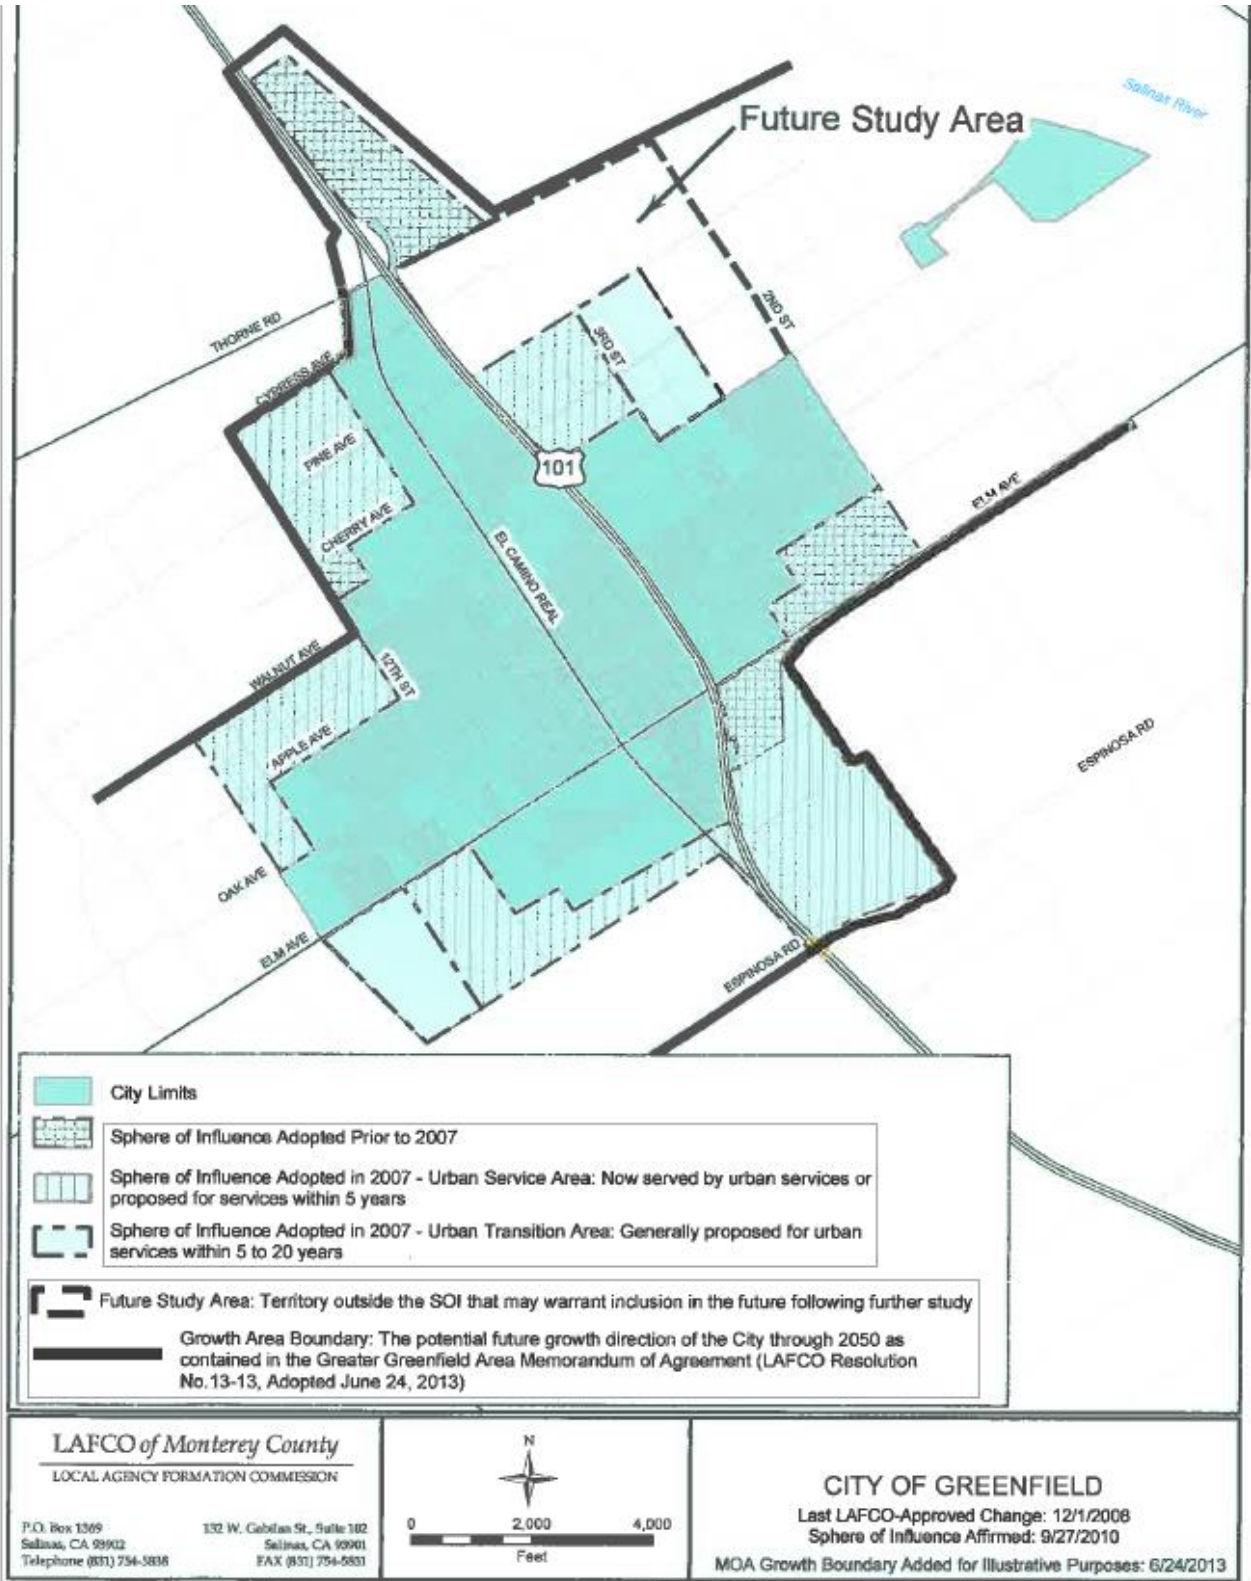 Salinas River
Future Study Area
2ND ST
THORNE RD
3RD ST
CYPRESS AVE
PINE AVE
101
ELM AVE
CHERRY AVE
EL CAMINO REAL
WALNUT AVE
12TH ST
APPLE AVE
ESPINOSA RD
OAK AVE
ELM AVE
ESPINOSA RD
City Limits
Sphere of Influence Adopted Prior to 2007
Sphere of Influence Adopted in 2007 - Urban Service Area: Now served by urban services or
proposed for services within 5 years
Sphere of Influence Adopted in 2007 - Urban Transition Area: Generally proposed for urban
services within 5 to 20 years
Future Study Area: Territory outside the SOI that may warrant inclusion in the future following further study
Growth Area Boundary: The potential future growth direction of the City through 2050 as
contained in the Greater Greenfield Area Memorandum of Agreement (LAFCO Resolution
No.13-13, Adopted June 24, 2013)
LAFCO of Monterey County
LOCAL AGENCY FORMATION COMMISSION
P.O. Box 1369
Salinas, CA 93902
Telephone (831) 754-5838
132 W. Gabilan St., Suite 102
Salinas, CA 93901
FAX (831) 754-5831
N
0 2,000 4,000
Feet
CITY OF GREENFIELD
Last LAFCO-Approved Change: 12/1/2008
Sphere of Influence Affirmed: 9/27/2010
MOA Growth Boundary Added for Illustrative Purposes: 6/24/2013